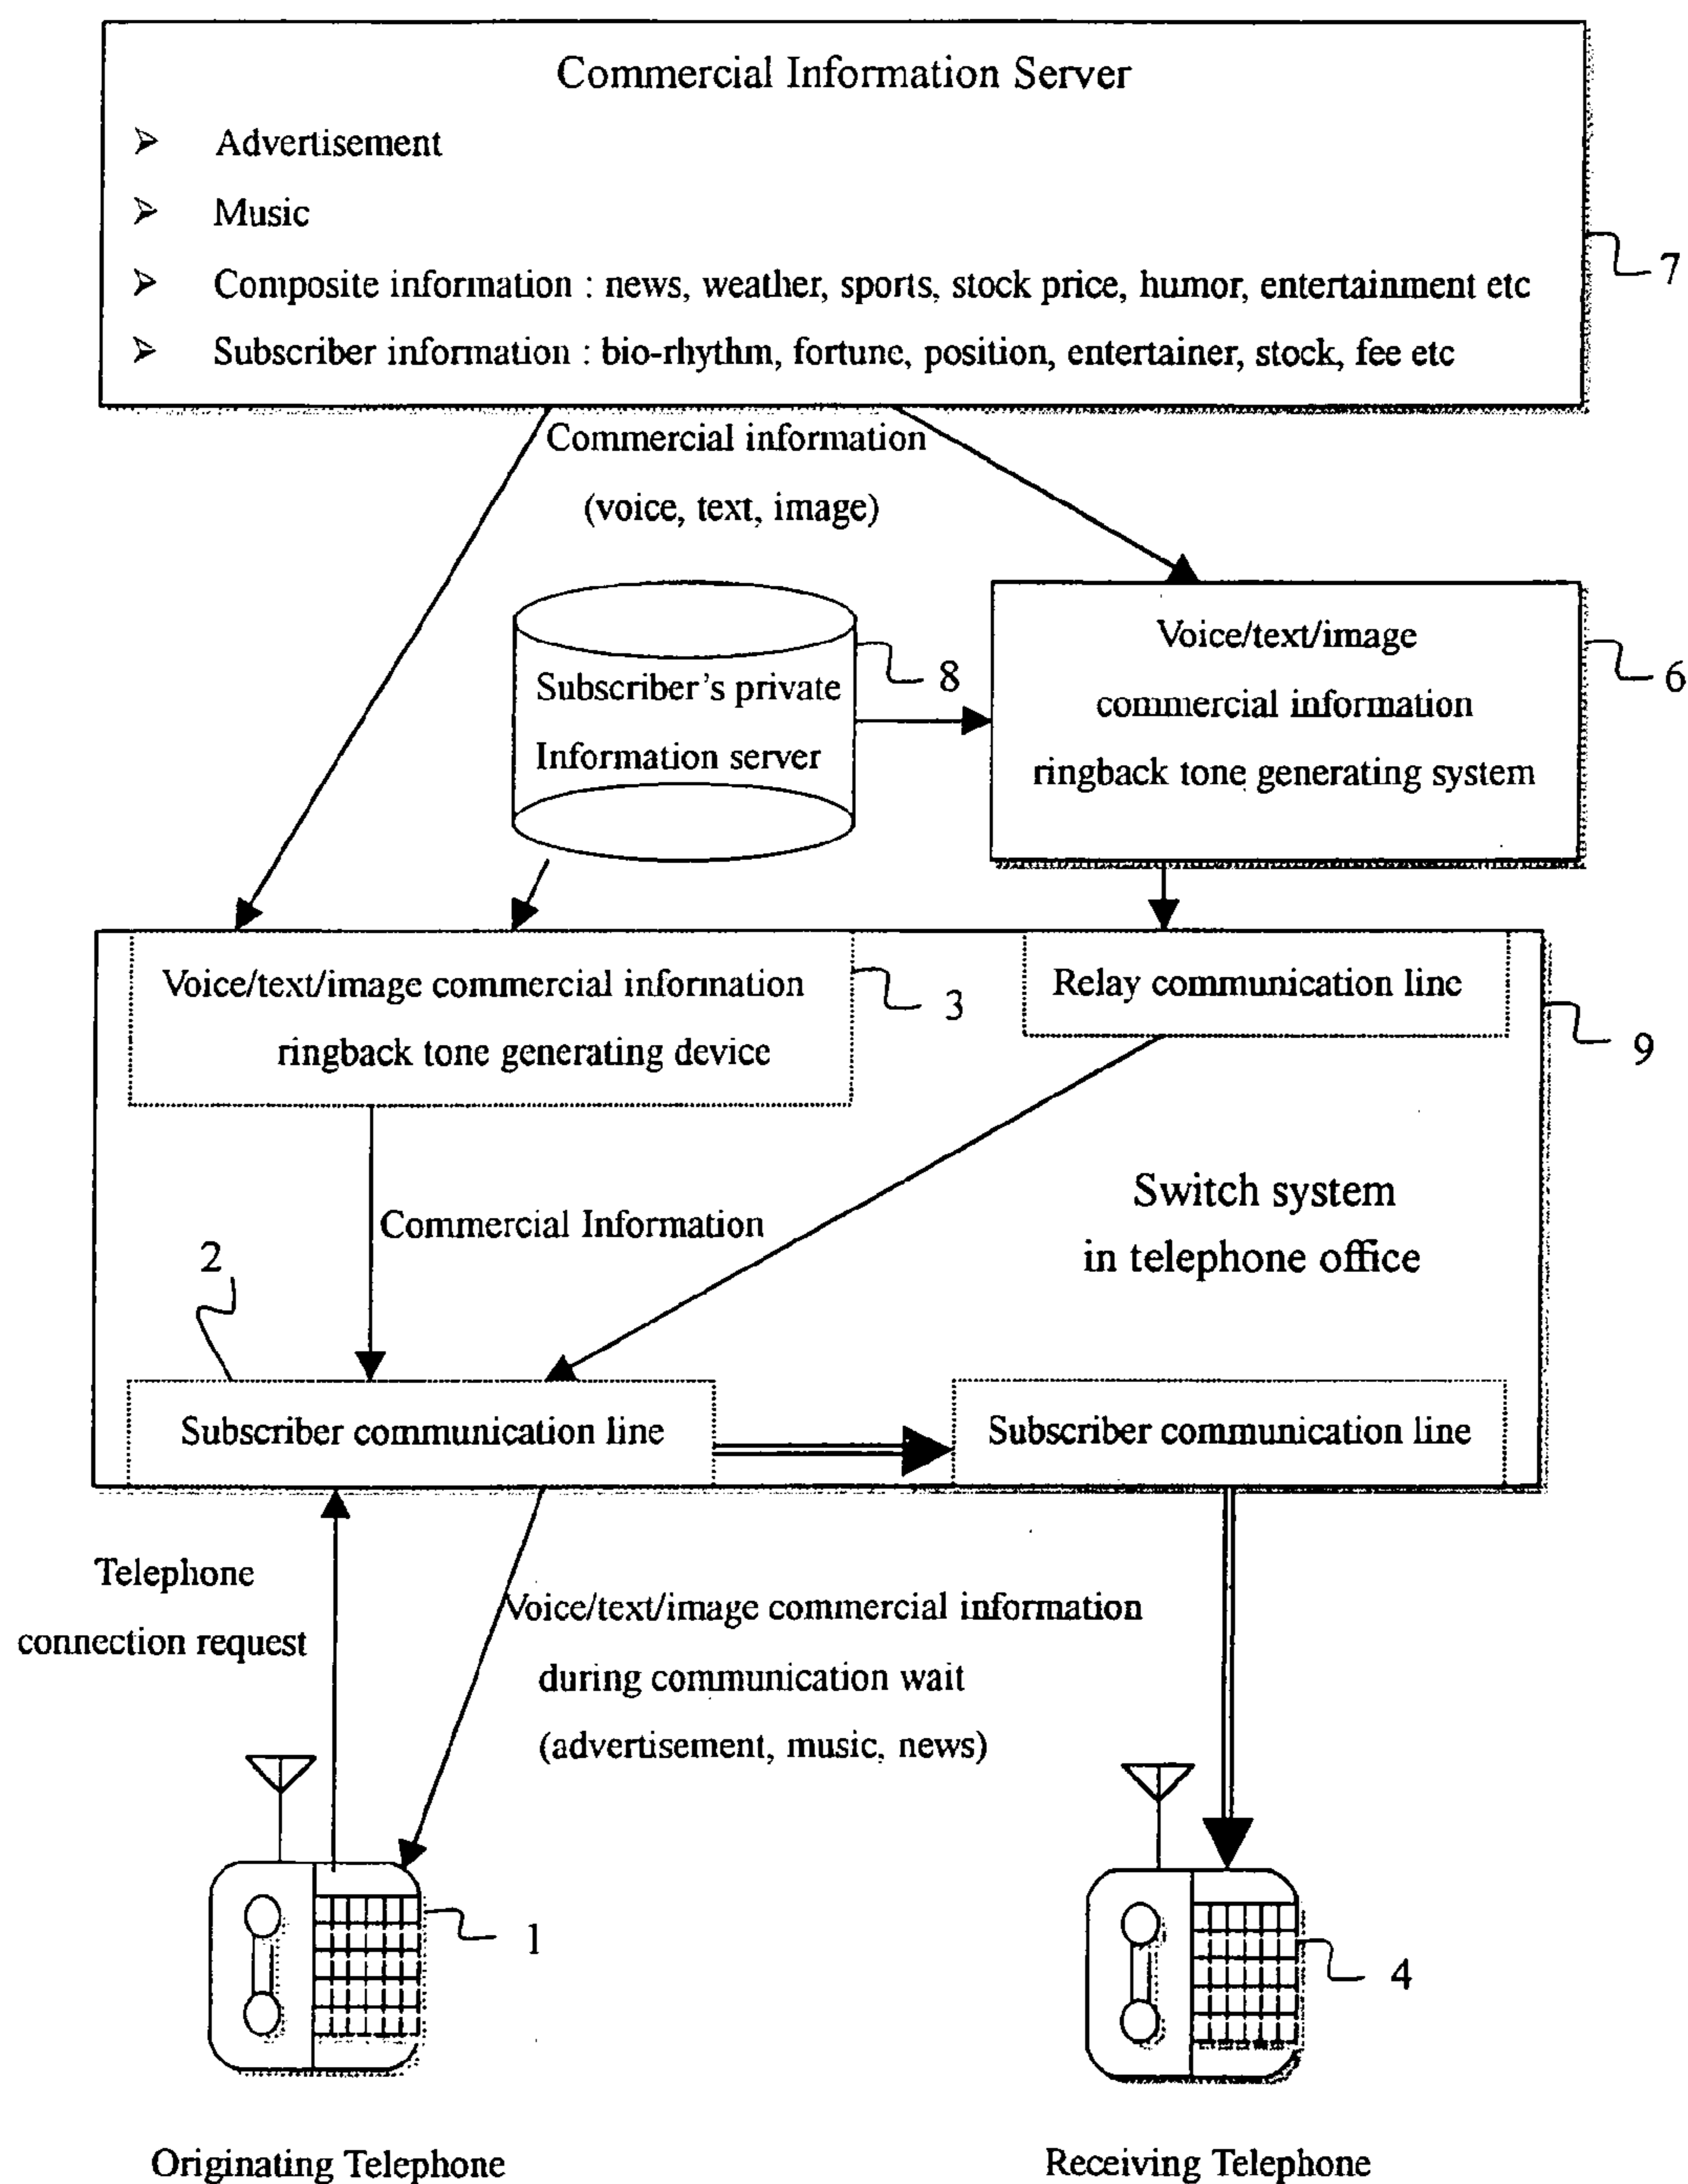 Commercial Information Server
➢ Advertisement
➢ Music
➢ Composite information : news, weather, sports, stock price, humor, entertainment etc
➢ Subscriber information : bio-rhythm, fortune, position, entertainer, stock, fee etc
7
Commercial information
(voice, text, image)
Subscriber's private
Information server
8
Voice/text/image
commercial information
ringback tone generating system
6
Voice/text/image commercial information
ringback tone generating device
3
Relay communication line
9
Switch system
in telephone office
Commercial Information
2
Subscriber communication line
Subscriber communication line
Telephone
connection request
Voice/text/image commercial information
during communication wait
(advertisement, music, news)
1
4
Originating Telephone
Receiving Telephone